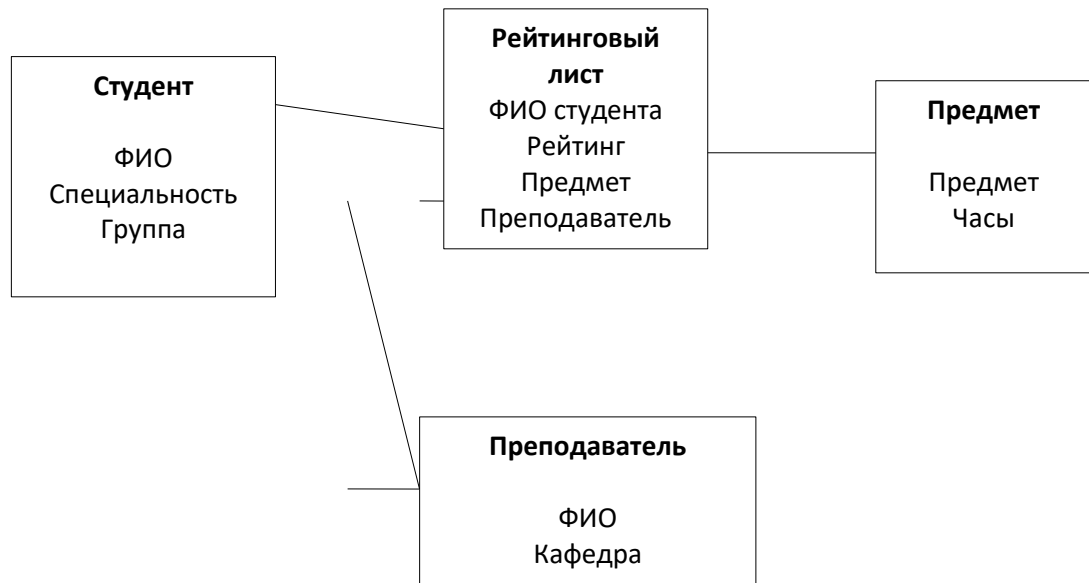 Студент
ФИО
Специальность
Группа
Рейтинговый
лист
ФИО студента
Рейтинг
Предмет
Преподаватель
Предмет
Предмет
Часы
Преподаватель
ФИО
Кафедра